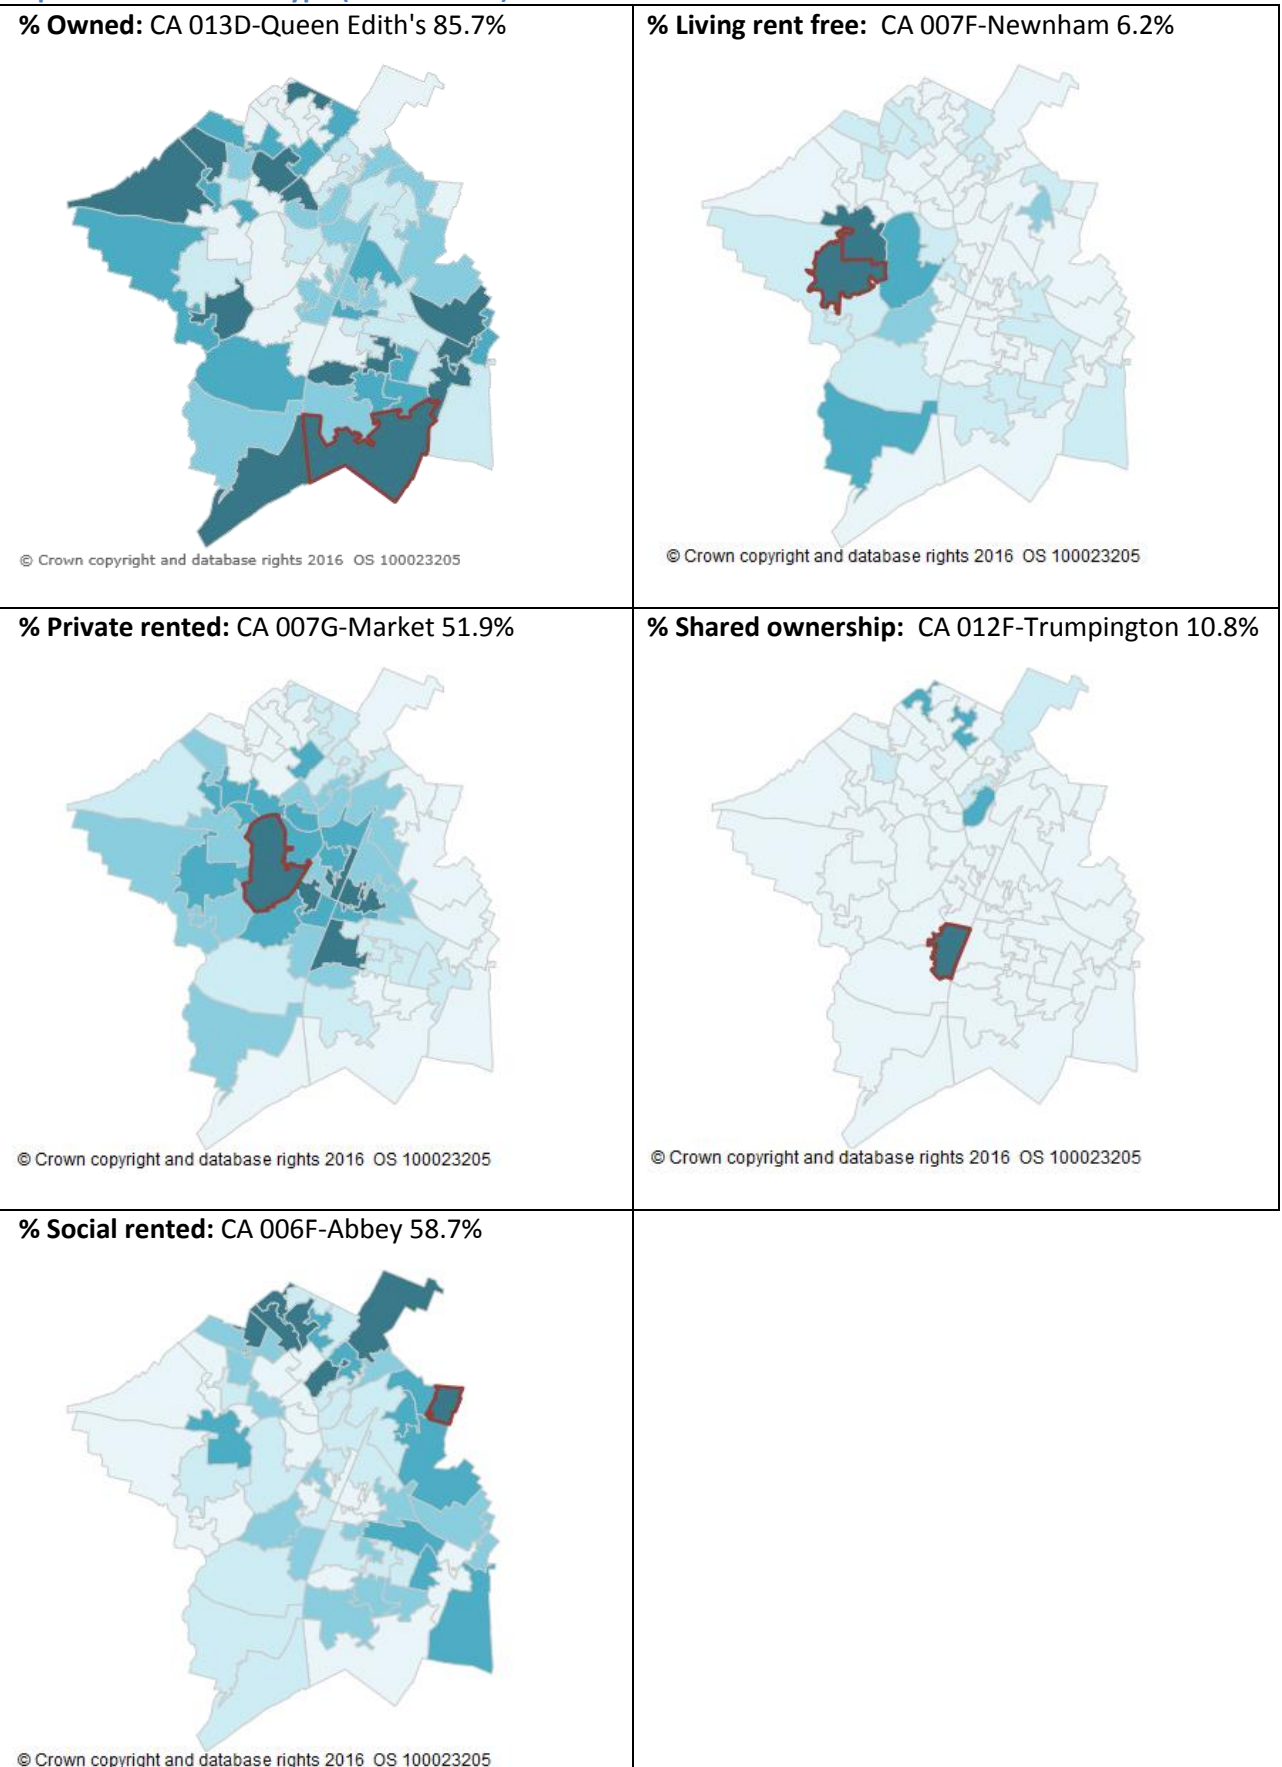 % Owned: CA 013D-Queen Edith's 85.7%
% Living rent free: CA 007F-Newnham 6.2%
© Crown copyright and database rights 2016 OS 100023205
© Crown copyright and database rights 2016 OS 100023205
% Private rented: CA 007G-Market 51.9%
% Shared ownership: CA 012F-Trumpington 10.8%
© Crown copyright and database rights 2016 OS 100023205
© Crown copyright and database rights 2016 OS 100023205
% Social rented: CA 006F-Abbey 58.7%
© Crown copyright and database rights 2016 OS 100023205